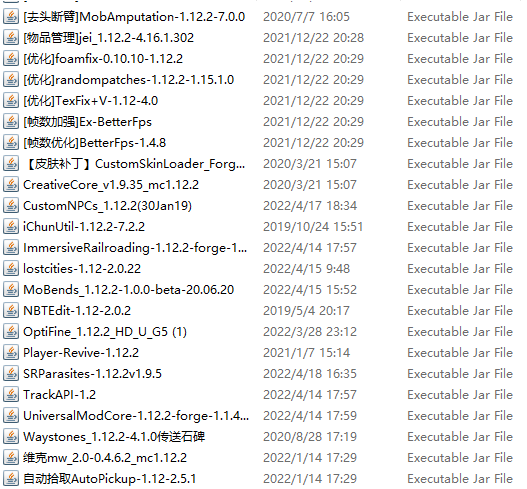 [去头断臂]MobAmputation-1.12.2-7.0.0 2020/7/7 16:05 Executable Jar File
[物品管理]jei_1.12.2-4.16.1.302 2021/12/22 20:28 Executable Jar File
[优化]foamfix-0.10.10-1.12.2 2021/12/22 20:29 Executable Jar File
[优化]randompatches-1.12.2-1.15.1.0 2021/12/22 20:29 Executable Jar File
[优化]TexFix+V-1.12-4.0 2021/12/22 20:29 Executable Jar File
[帧数加强]Ex-BetterFps 2021/12/22 20:29 Executable Jar File
[帧数优化]BetterFps-1.4.8 2021/12/22 20:29 Executable Jar File
【皮肤补丁】CustomSkinLoader_Forg... 2020/3/21 15:07 Executable Jar File
CreativeCore_v1.9.35_mc1.12.2 2020/3/21 15:07 Executable Jar File
CustomNPCs_1.12.2(30Jan19) 2022/4/17 18:34 Executable Jar File
iChunUtil-1.12.2-7.2.2 2019/10/24 15:51 Executable Jar File
ImmersiveRailroading-1.12.2-forge-1... 2022/4/14 17:57 Executable Jar File
lostcities-1.12-2.0.22 2022/4/15 9:48 Executable Jar File
MoBends_1.12.2-1.0.0-beta-20.06.20 2022/4/15 15:52 Executable Jar File
NBTEdit-1.12-2.0.2 2019/5/4 20:17 Executable Jar File
OptiFine_1.12.2_HD_U_G5 (1) 2022/3/28 23:12 Executable Jar File
Player-Revive-1.12.2 2021/1/7 15:14 Executable Jar File
SRParasites-1.12.2v1.9.5 2022/4/18 16:35 Executable Jar File
TrackAPI-1.2 2022/4/14 17:57 Executable Jar File
UniversalModCore-1.12.2-forge-1.1.4... 2022/4/14 17:59 Executable Jar File
Waystones_1.12.2-4.1.0传送石碑 2020/8/28 17:19 Executable Jar File
维克mw_2.0-0.4.6.2_mc1.12.2 2022/1/14 17:29 Executable Jar File
自动拾取AutoPickup-1.12-2.5.1 2022/1/14 17:29 Executable Jar File